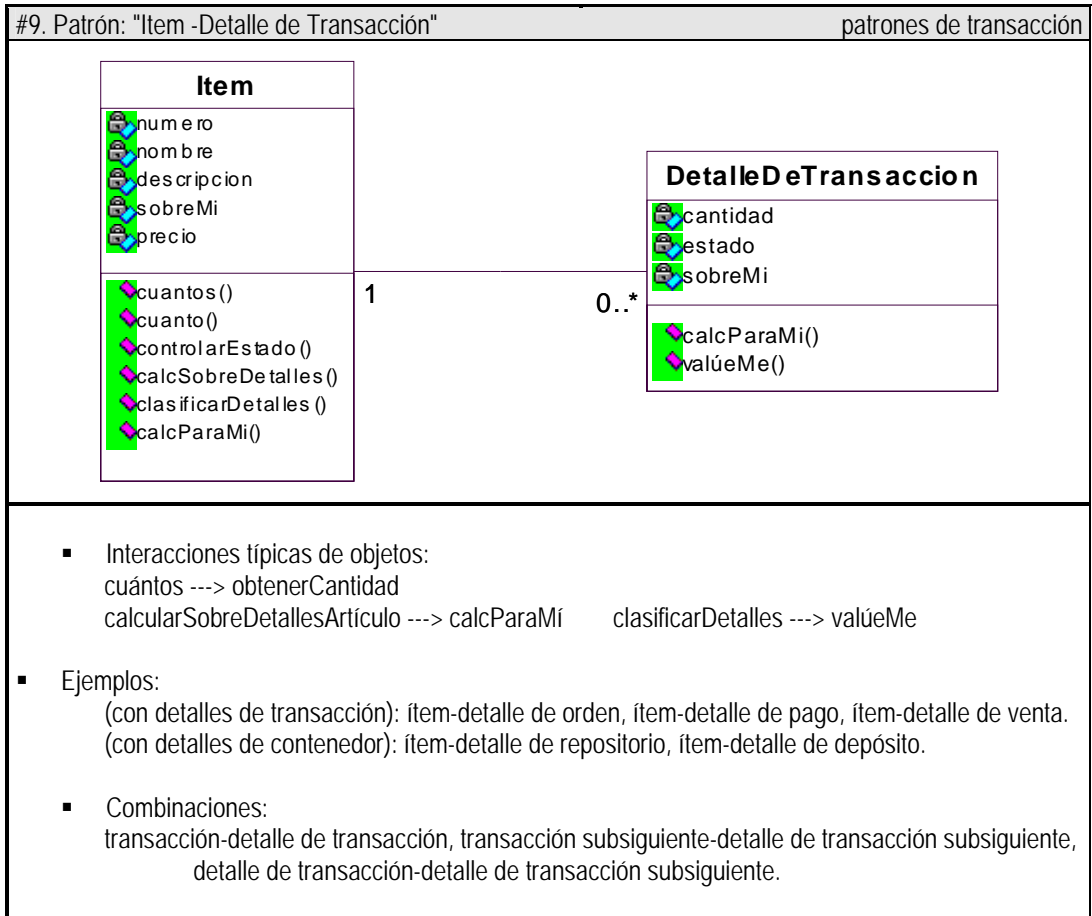 #9. Patrón: "Item -Detalle de Transacción" patrones de transacción
Item
numero
nombre
descripcion
sobreMi
precio
cuantos()
cuanto()
controlarEstado()
calcSobreDetalles()
clasificarDetalles()
calcParaMi()
1
0..*
DetalleDeTransaccion
cantidad
estado
sobreMi
calcParaMi()
valúeMe()
▪ Interacciones típicas de objetos:
cuántos ---> obtenerCantidad
calcularSobreDetallesArtículo ---> calcParaMí clasificarDetalles ---> valúeMe
▪ Ejemplos:
(con detalles de transacción): ítem-detalle de orden, ítem-detalle de pago, ítem-detalle de venta.
(con detalles de contenedor): ítem-detalle de repositorio, ítem-detalle de depósito.
▪ Combinaciones:
transacción-detalle de transacción, transacción subsiguiente-detalle de transacción subsiguiente,
detalle de transacción-detalle de transacción subsiguiente.